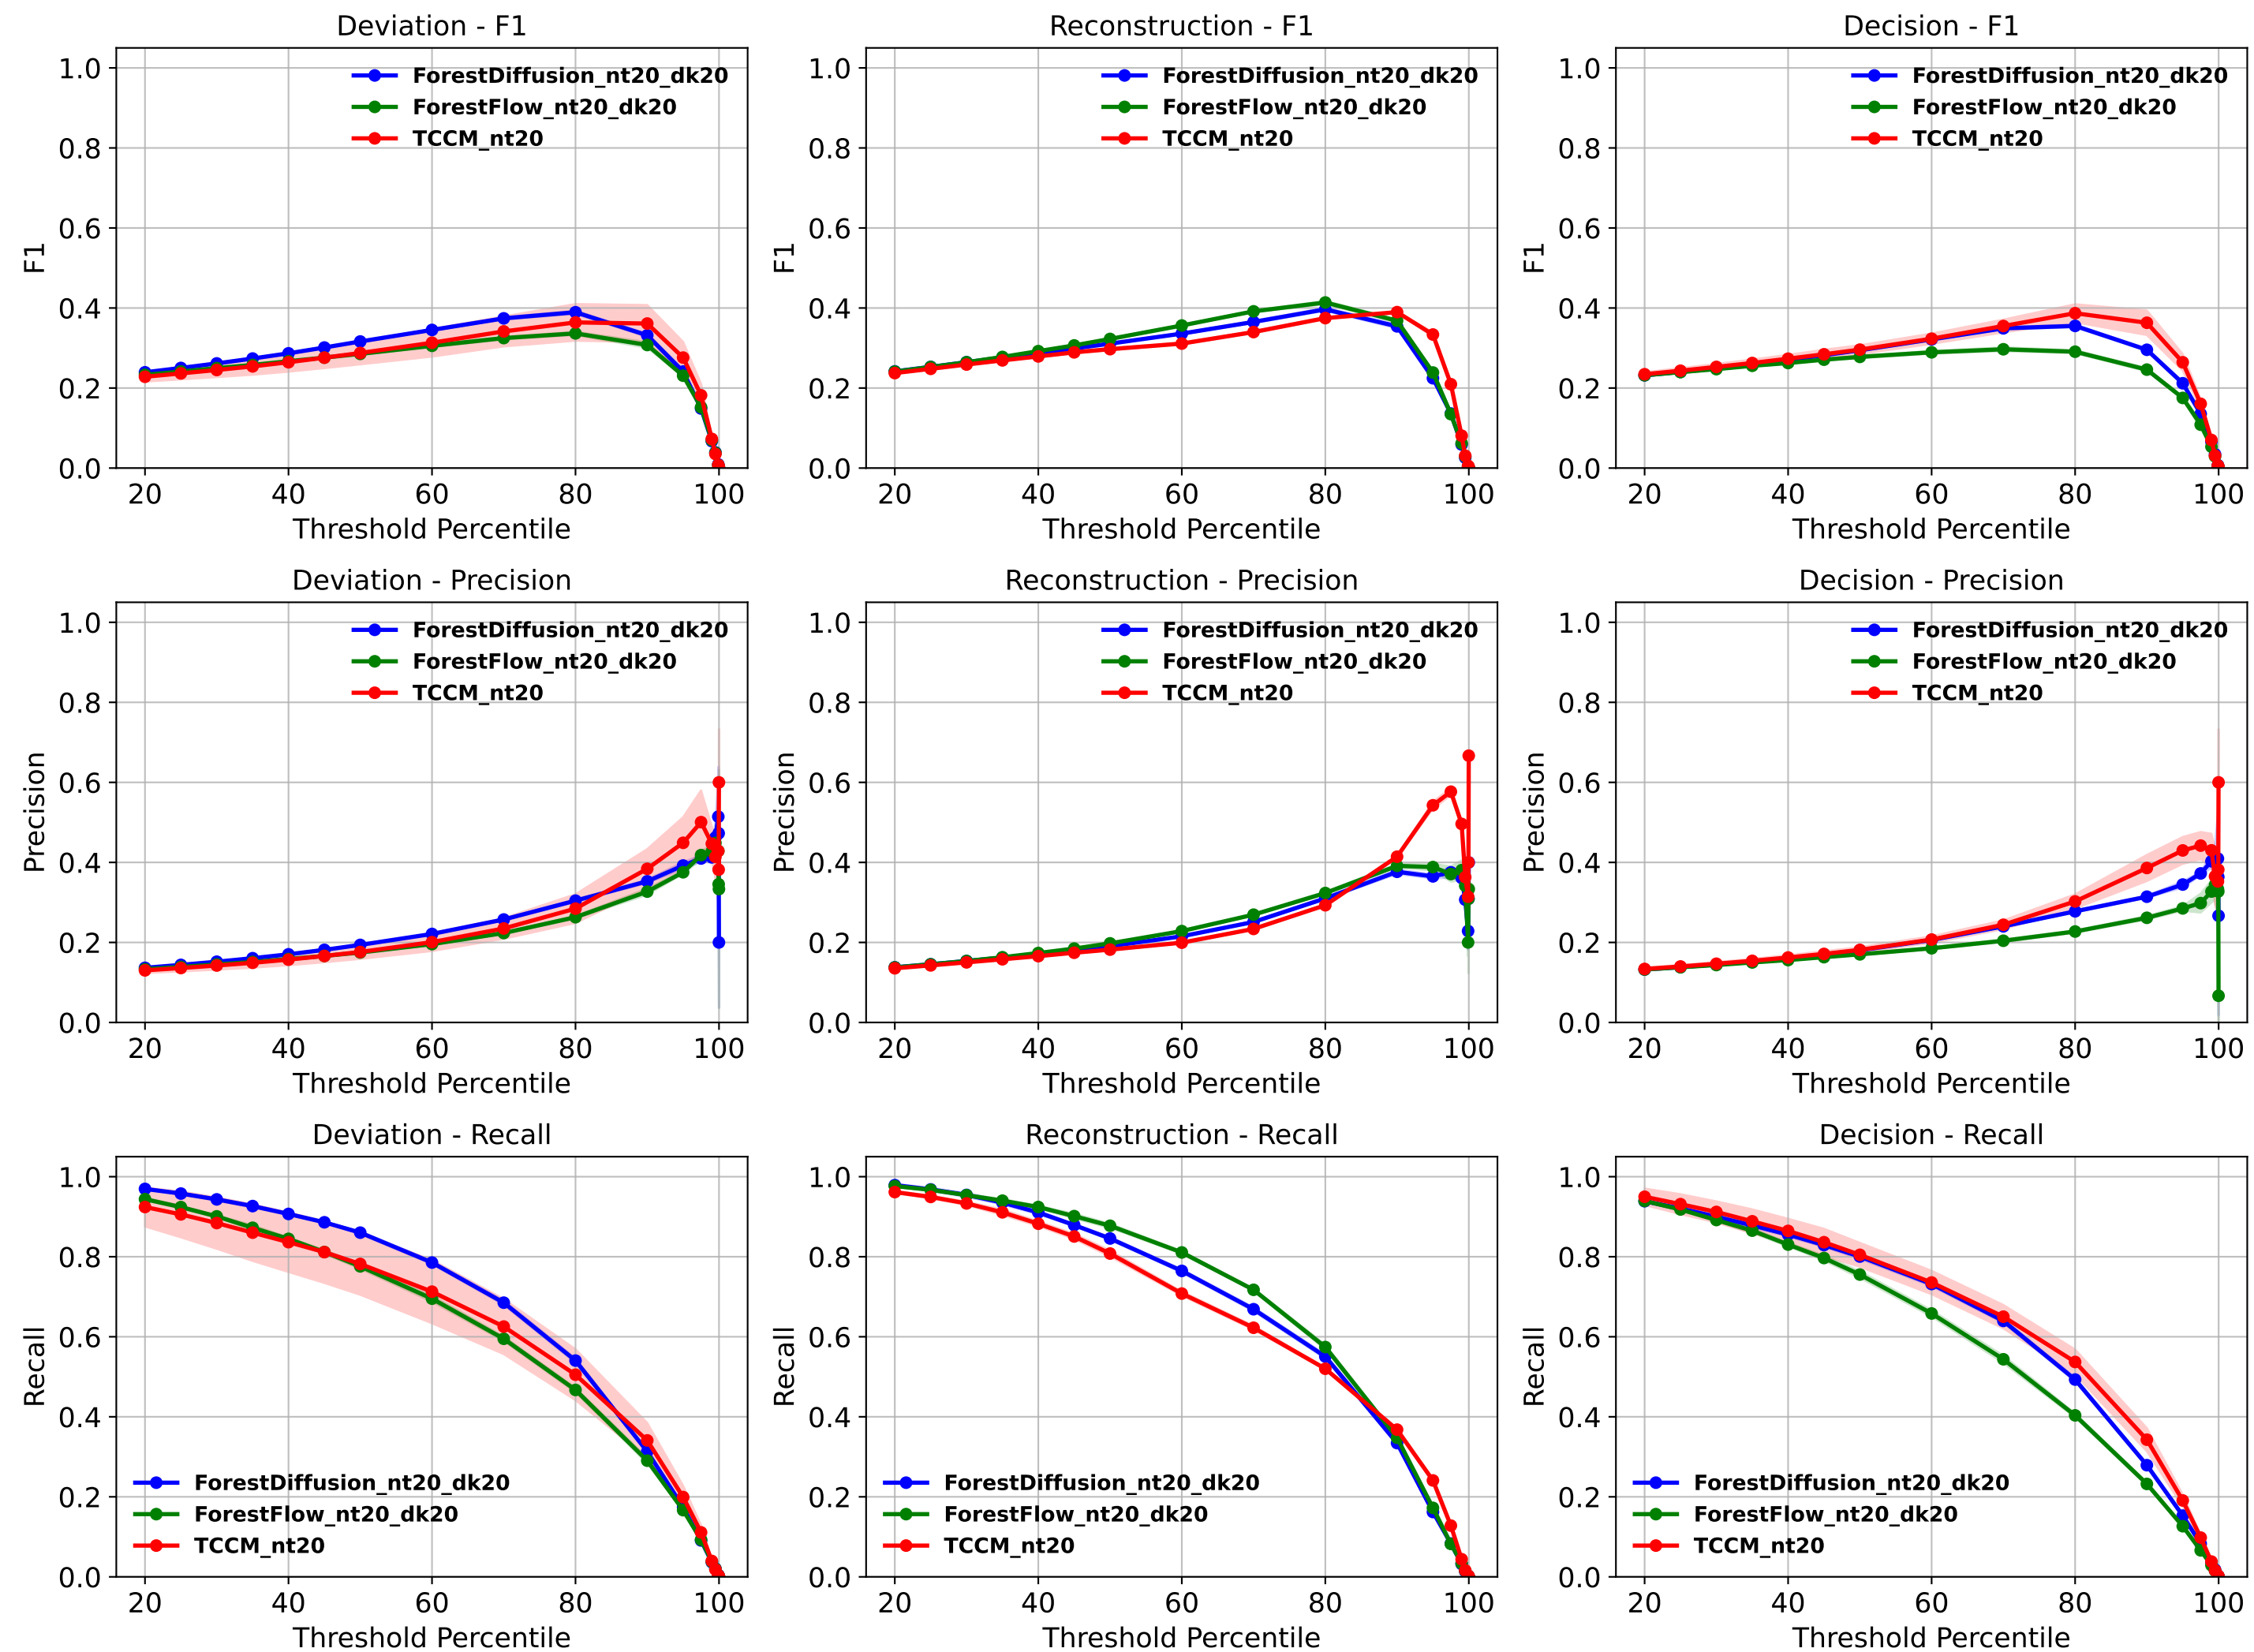 Deviation - F1
1.0
0.8
0.6
0.4
0.2
0.0
F1
20 40 60 80 100
Threshold Percentile
ForestDiffusion_nt20_dk20
ForestFlow_nt20_dk20
TCCM_nt20
Reconstruction - F1
1.0
0.8
0.6
0.4
0.2
0.0
F1
20 40 60 80 100
Threshold Percentile
ForestDiffusion_nt20_dk20
ForestFlow_nt20_dk20
TCCM_nt20
Decision - F1
1.0
0.8
0.6
0.4
0.2
0.0
F1
20 40 60 80 100
Threshold Percentile
ForestDiffusion_nt20_dk20
ForestFlow_nt20_dk20
TCCM_nt20
Deviation - Precision
1.0
0.8
0.6
0.4
0.2
0.0
Precision
20 40 60 80 100
Threshold Percentile
ForestDiffusion_nt20_dk20
ForestFlow_nt20_dk20
TCCM_nt20
Reconstruction - Precision
1.0
0.8
0.6
0.4
0.2
0.0
Precision
20 40 60 80 100
Threshold Percentile
ForestDiffusion_nt20_dk20
ForestFlow_nt20_dk20
TCCM_nt20
Decision - Precision
1.0
0.8
0.6
0.4
0.2
0.0
Precision
20 40 60 80 100
Threshold Percentile
ForestDiffusion_nt20_dk20
ForestFlow_nt20_dk20
TCCM_nt20
Deviation - Recall
1.0
0.8
0.6
0.4
0.2
0.0
Recall
20 40 60 80 100
Threshold Percentile
ForestDiffusion_nt20_dk20
ForestFlow_nt20_dk20
TCCM_nt20
Reconstruction - Recall
1.0
0.8
0.6
0.4
0.2
0.0
Recall
20 40 60 80 100
Threshold Percentile
ForestDiffusion_nt20_dk20
ForestFlow_nt20_dk20
TCCM_nt20
Decision - Recall
1.0
0.8
0.6
0.4
0.2
0.0
Recall
20 40 60 80 100
Threshold Percentile
ForestDiffusion_nt20_dk20
ForestFlow_nt20_dk20
TCCM_nt20